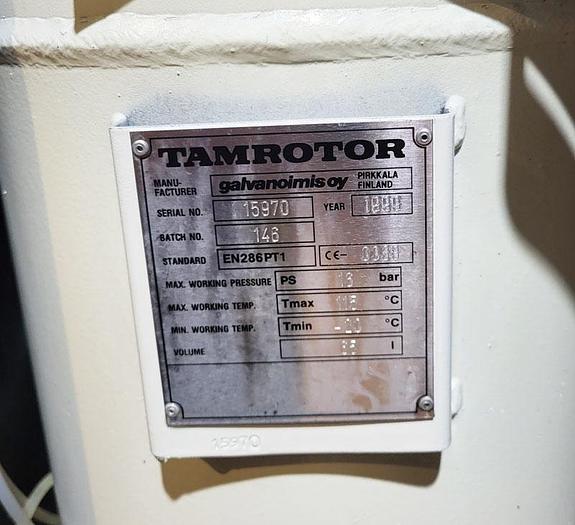 TAMROTOR
MANU-FACTURER galvanoimis oy PIRKKALA FINLAND
SERIAL NO. 15970 YEAR
BATCH NO. 146
STANDARD EN286PT1 CE-
MAX. WORKING PRESSURE PS bar
MAX. WORKING TEMP. Tmax °C
MIN. WORKING TEMP. Tmin °C
VOLUME l
15970